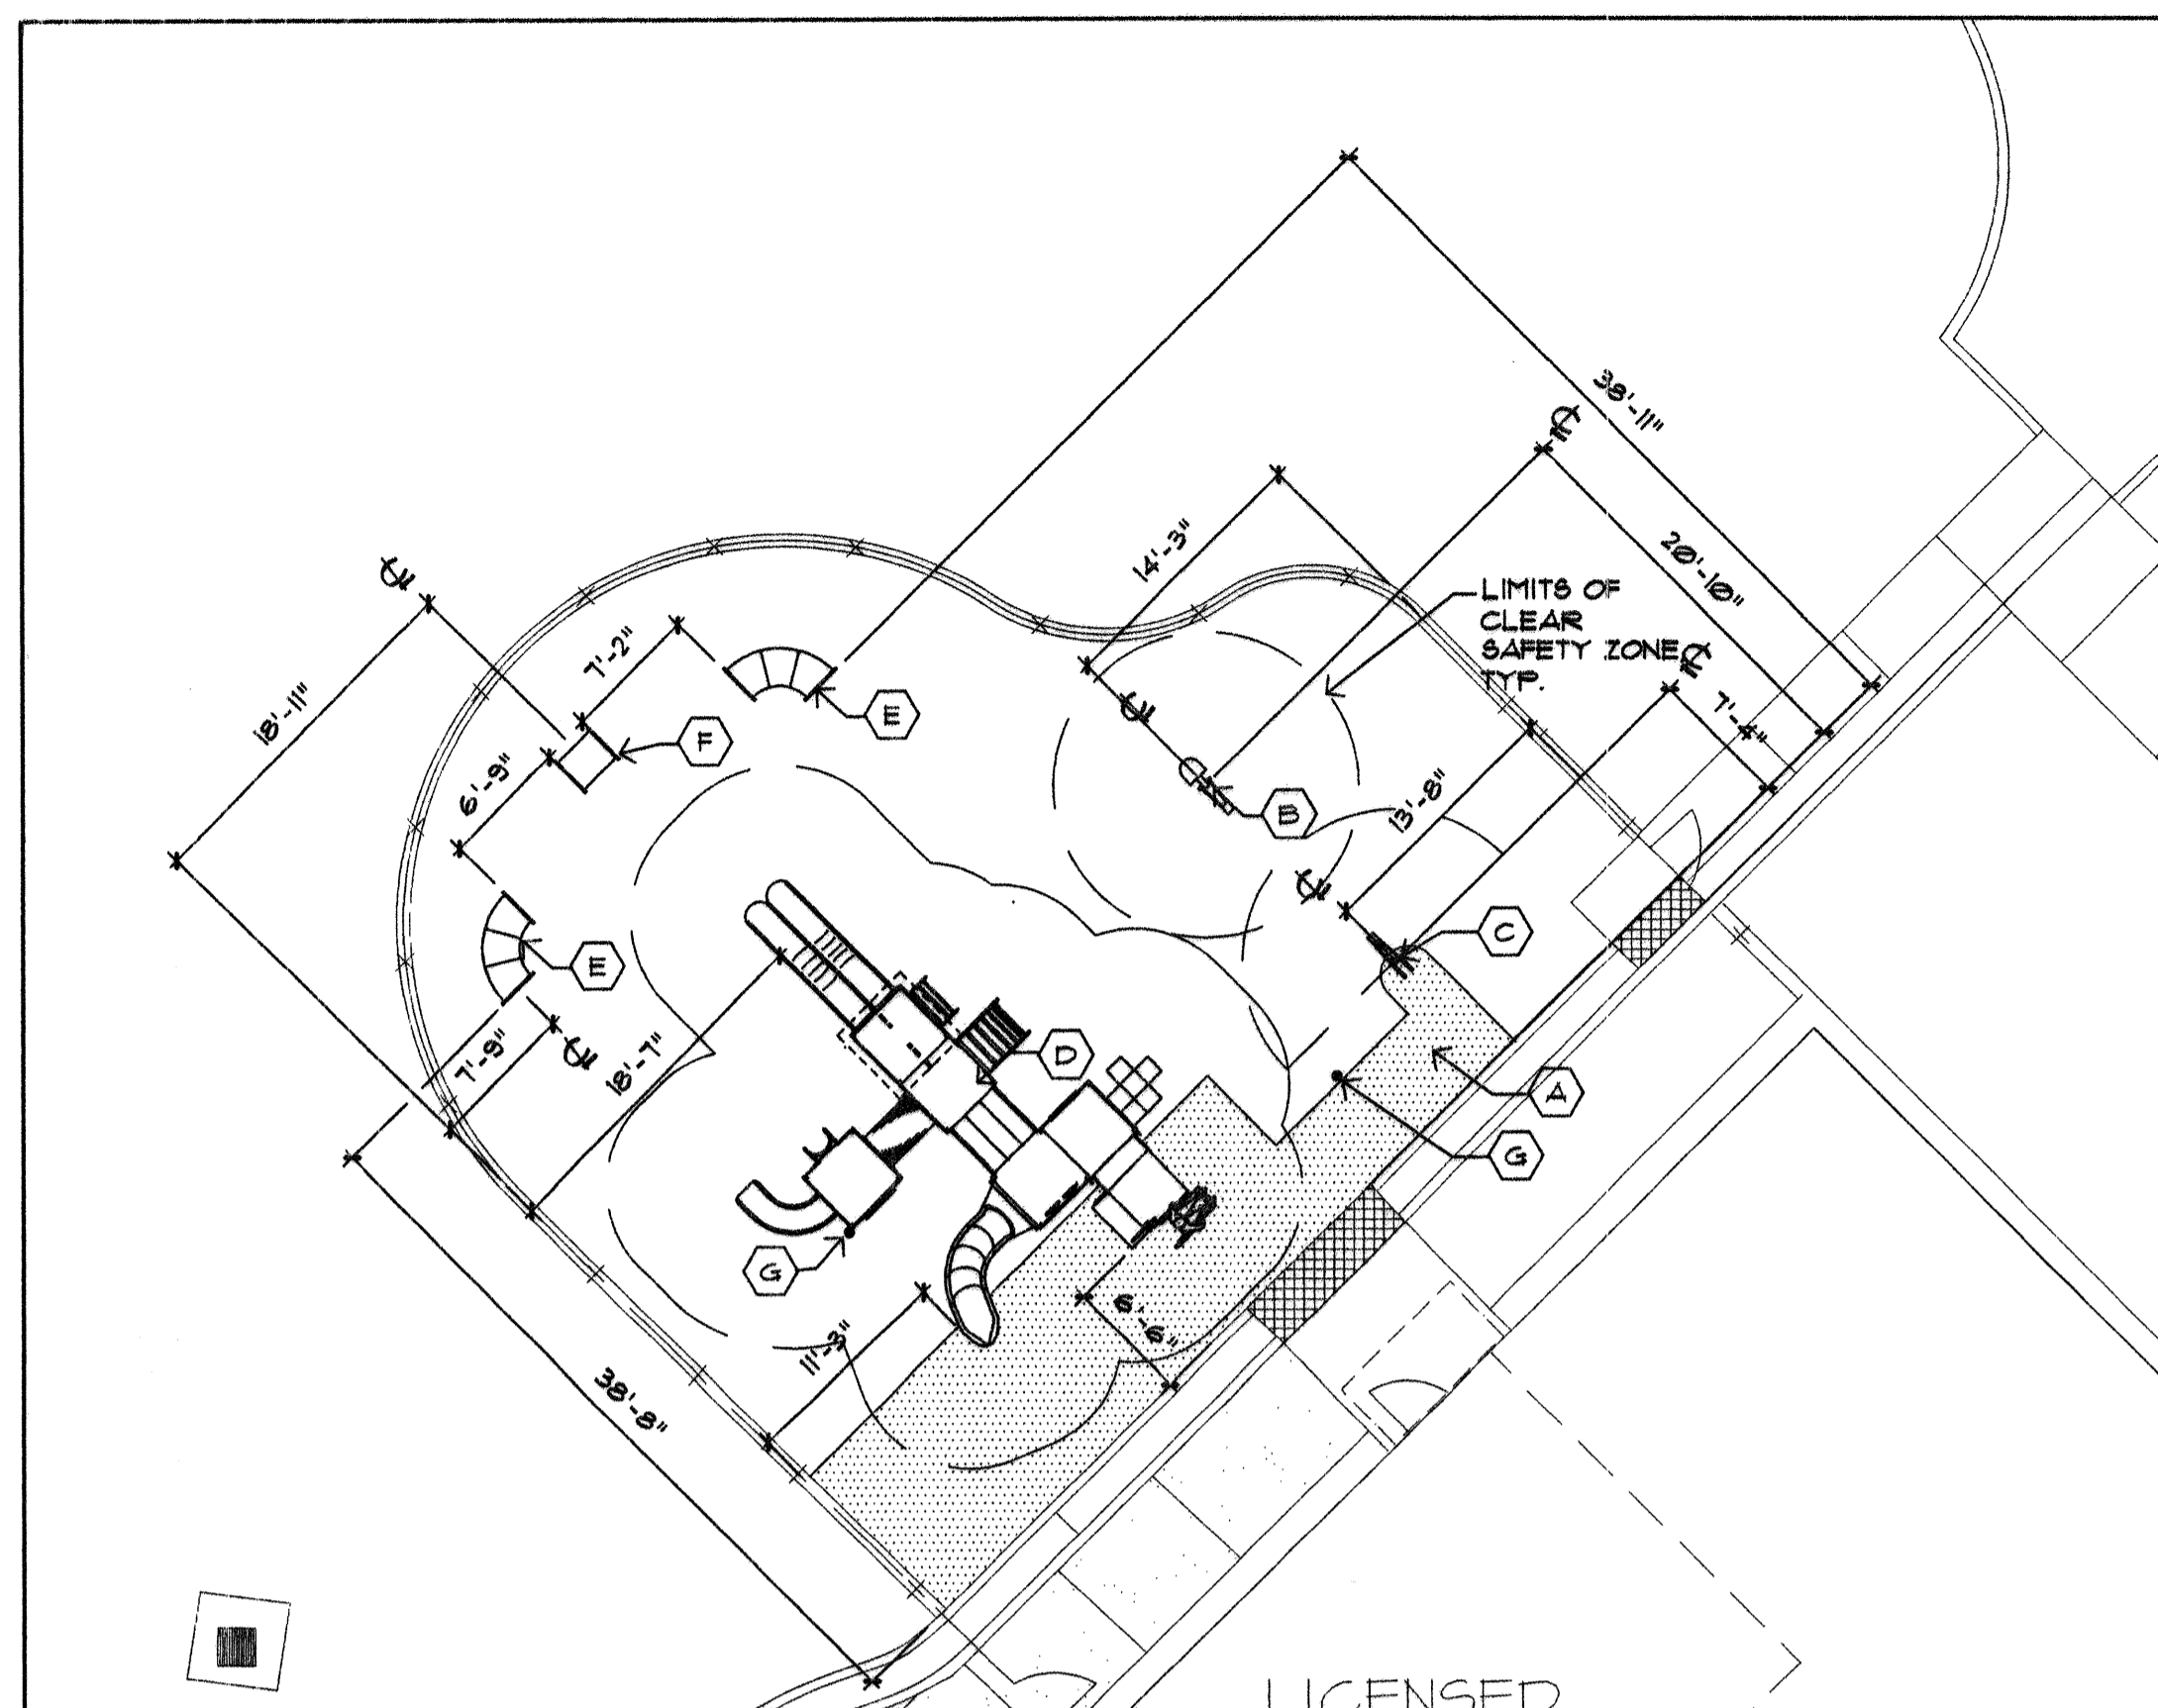 38'-11"
14'-3"
20'-10"
LIMITS OF
CLEAR
SAFETY ZONE,
TYP.
7'-4"
18'-11"
7'-2"
E
F
6'-9"
B
13'-8"
C
E
7'-9"
18'-7"
D
A
G
G
6'-6"
11'-3"
38'-8"
LICENSED